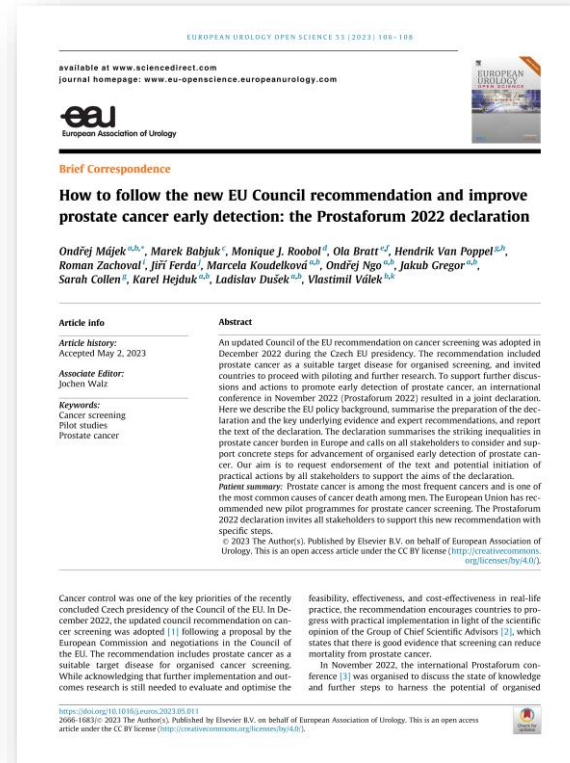 EUROPEAN UROLOGY OPEN SCIENCE 53 (2023) 106–108
available at www.sciencedirect.com
journal homepage: www.eu-openscience.europeanurology.com
EUROPEAN
UROLOGY
OPEN SCIENCE
eau
European Association of Urology
Brief Correspondence
How to follow the new EU Council recommendation and improve
prostate cancer early detection: the Prostaforum 2022 declaration
Ondřej Májek a,b,*, Marek Babjuk c, Monique J. Roobol d, Ola Bratt e,f, Hendrik Van Poppel g,h,
Roman Zachoval i, Jiří Ferda j, Marcela Koudelková a,b, Ondřej Ngo a,b, Jakub Gregor a,b,
Sarah Collen g, Karel Hejduk a,b, Ladislav Dušek a,b, Vlastimil Válek b,k
Article info
Article history:
Accepted May 2, 2023
Associate Editor:
Jochen Walz
Keywords:
Cancer screening
Pilot studies
Prostate cancer
Abstract
An updated Council of the EU recommendation on cancer screening was adopted in
December 2022 during the Czech EU presidency. The recommendation included
prostate cancer as a suitable target disease for organised screening, and invited
countries to proceed with piloting and further research. To support further discus-
sions and actions to promote early detection of prostate cancer, an international
conference in November 2022 (Prostaforum 2022) resulted in a joint declaration.
Here we describe the EU policy background, summarise the preparation of the dec-
laration and the key underlying evidence and expert recommendations, and report
the text of the declaration. The declaration summarises the striking inequalities in
prostate cancer burden in Europe and calls on all stakeholders to consider and sup-
port concrete steps for advancement of organised early detection of prostate can-
cer. Our aim is to request endorsement of the text and potential initiation of
practical actions by all stakeholders to support the aims of the declaration.
Patient summary: Prostate cancer is among the most frequent cancers and is one of
the most common causes of cancer death among men. The European Union has rec-
ommended new pilot programmes for prostate cancer screening. The Prostaforum
2022 declaration invites all stakeholders to support this new recommendation with
specific steps.
© 2023 The Author(s). Published by Elsevier B.V. on behalf of European Association of
Urology. This is an open access article under the CC BY license (http://creativecommons.
org/licenses/by/4.0/).
Cancer control was one of the key priorities of the recently
concluded Czech presidency of the Council of the EU. In De-
cember 2022, the updated council recommendation on can-
cer screening was adopted [1] following a proposal by the
European Commission and negotiations in the Council of
the EU. The recommendation includes prostate cancer as a
suitable target disease for organised cancer screening.
While acknowledging that further implementation and out-
comes research is still needed to evaluate and optimise the
feasibility, effectiveness, and cost-effectiveness in real-life
practice, the recommendation encourages countries to pro-
gress with practical implementation in light of the scientific
opinion of the Group of Chief Scientific Advisors [2], which
states that there is good evidence that screening can reduce
mortality from prostate cancer.
In November 2022, the international Prostaforum con-
ference [3] was organised to discuss the state of knowledge
and further steps to harness the potential of organised
https://doi.org/10.1016/j.euros.2023.05.011
2666-1683/© 2023 The Author(s). Published by Elsevier B.V. on behalf of European Association of Urology. This is an open access
article under the CC BY license (http://creativecommons.org/licenses/by/4.0/).
Check for
updates